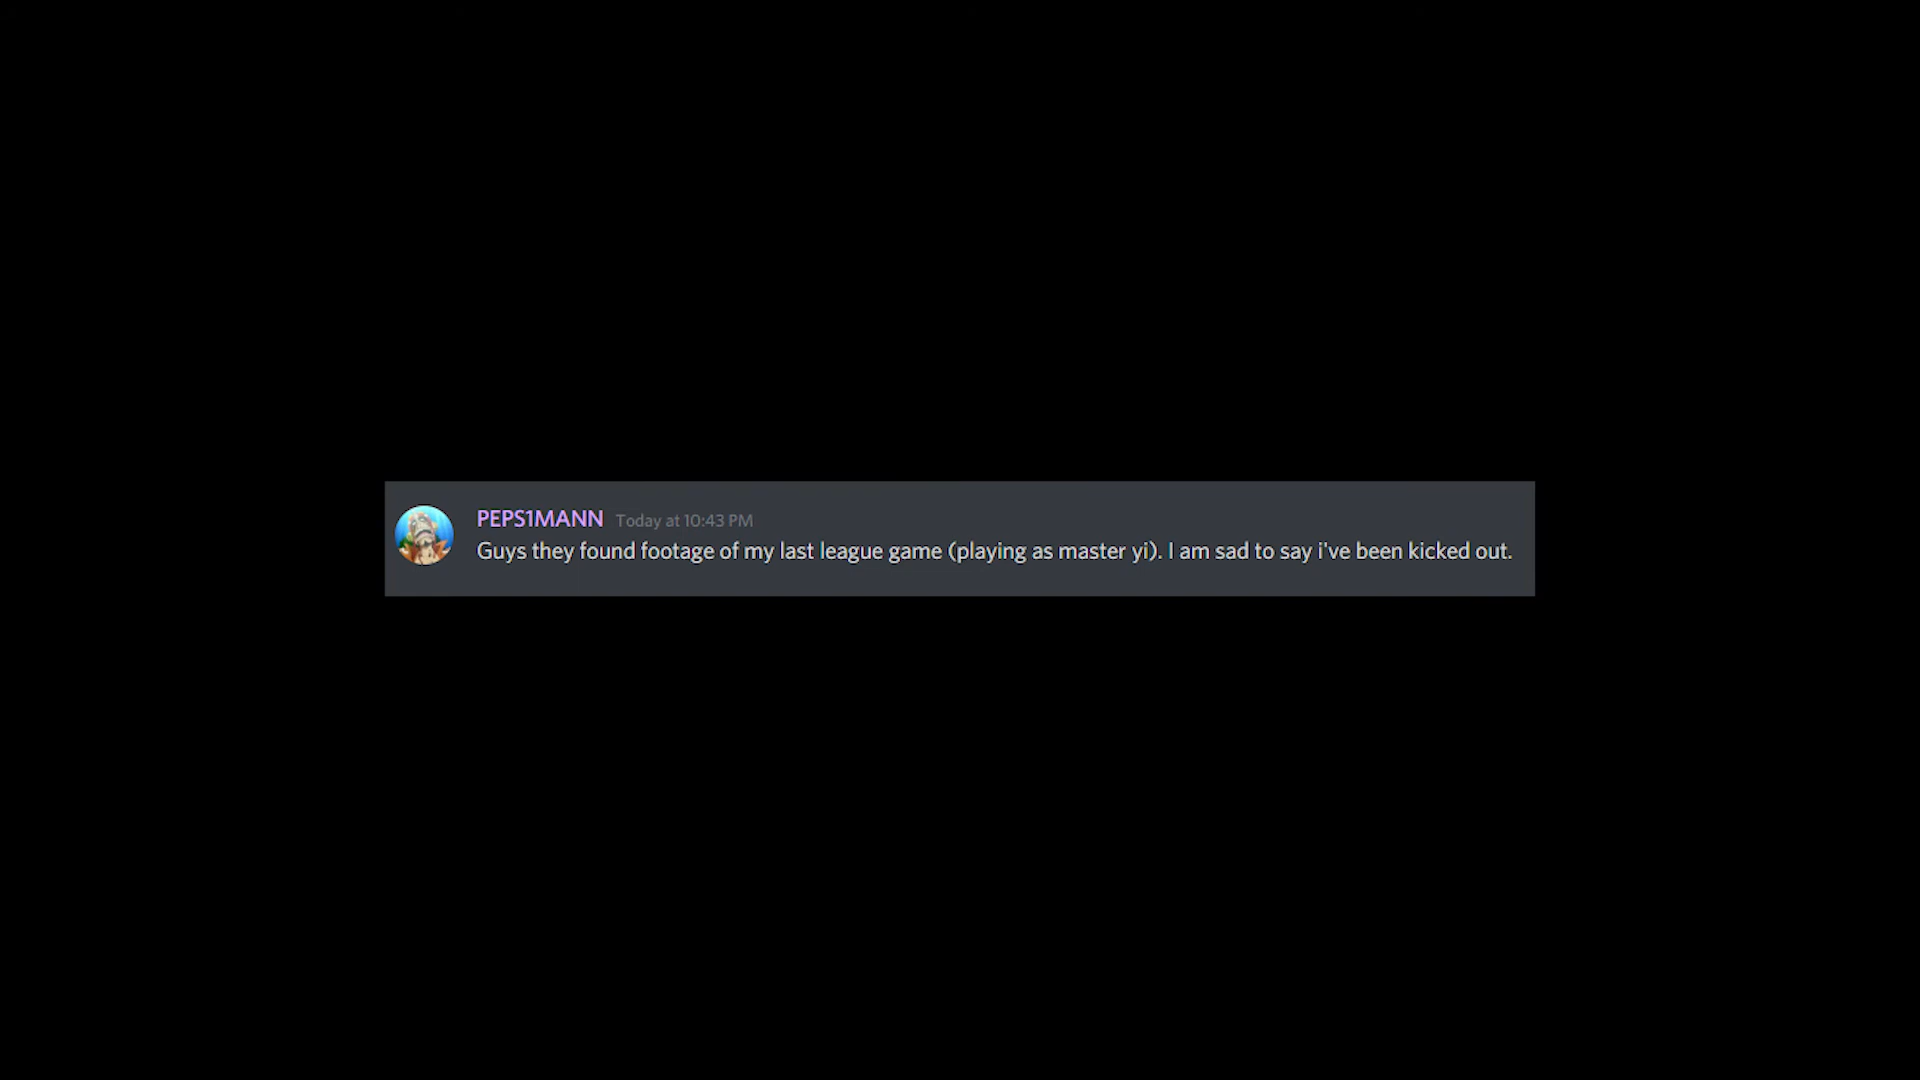 PEPS1MANN Today at 10:43 PM
Guys they found footage of my last league game (playing as master yi). I am sad to say i've been kicked out.